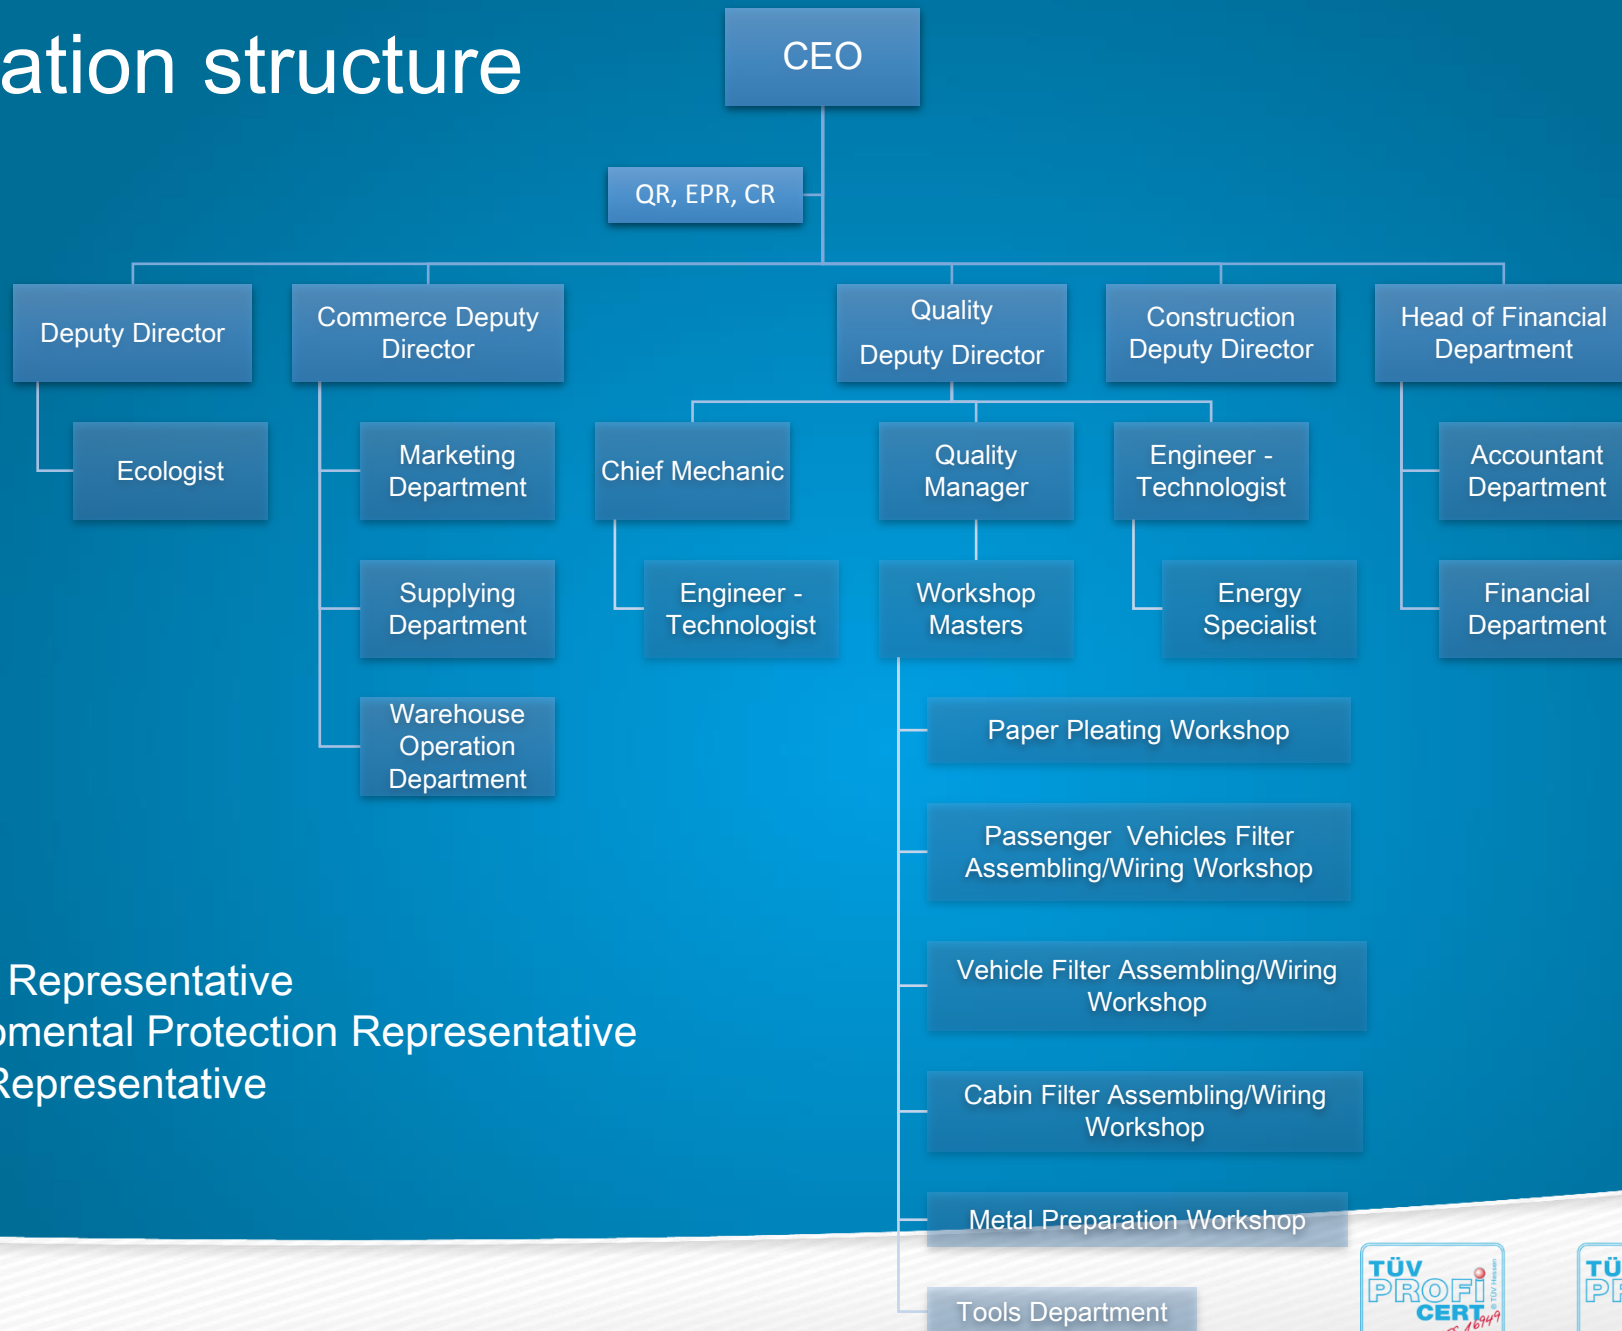 ation structure
CEO
QR, EPR, CR
Deputy Director
Commerce Deputy
Director
Quality
Deputy Director
Construction
Deputy Director
Head of Financial
Department
Ecologist
Marketing
Department
Chief Mechanic
Quality
Manager
Engineer -
Technologist
Accountant
Department
Supplying
Department
Engineer -
Technologist
Workshop
Masters
Energy
Specialist
Financial
Department
Warehouse
Operation
Department
Paper Pleating Workshop
Passenger Vehicles Filter
Assembling/Wiring Workshop
Vehicle Filter Assembling/Wiring
Workshop
Representative
omental Protection Representative
Representative
Cabin Filter Assembling/Wiring
Workshop
Metal Preparation Workshop
Tools Department
TÜV
PROFI
CERT
© TÜV Hessen
16949